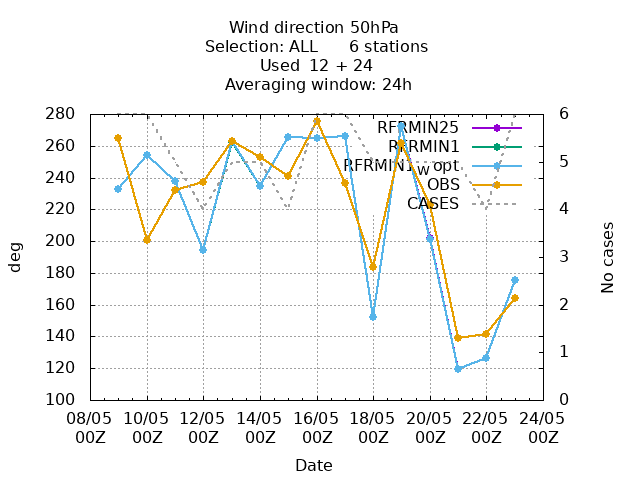 Wind direction 50hPa
Selection: ALL      6 stations
Used  12 + 24
Averaging window: 24h
280 6
260
240 5
220
200 4
180 3
160 2
140
120 1
100 0
RFRMIN25
RFRMIN1
RFRMIN1_w opt
OBS
CASES
deg
No cases
08/05 10/05 12/05 14/05 16/05 18/05 20/05 22/05 24/05
00Z 00Z 00Z 00Z 00Z 00Z 00Z 00Z 00Z
Date